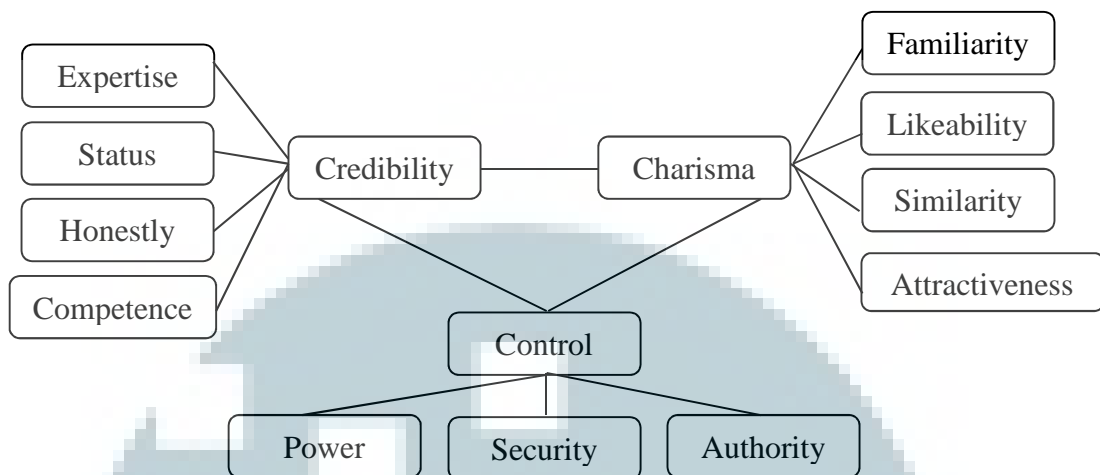 Expertise
Status
Honestly
Competence
Credibility
Charisma
Familiarity
Likeability
Similarity
Attractiveness
Control
Power
Security
Authority